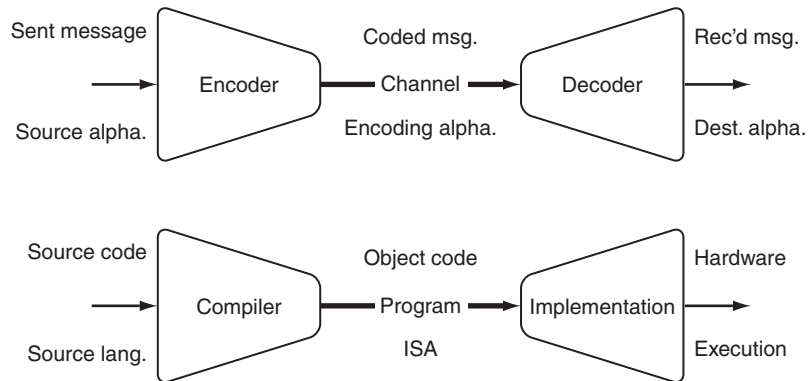 Sent message
Coded msg.
Rec'd msg.
Encoder
Channel
Decoder
Source alpha.
Encoding alpha.
Dest. alpha.
Source code
Object code
Hardware
Compiler
Program
Implementation
Source lang.
ISA
Execution